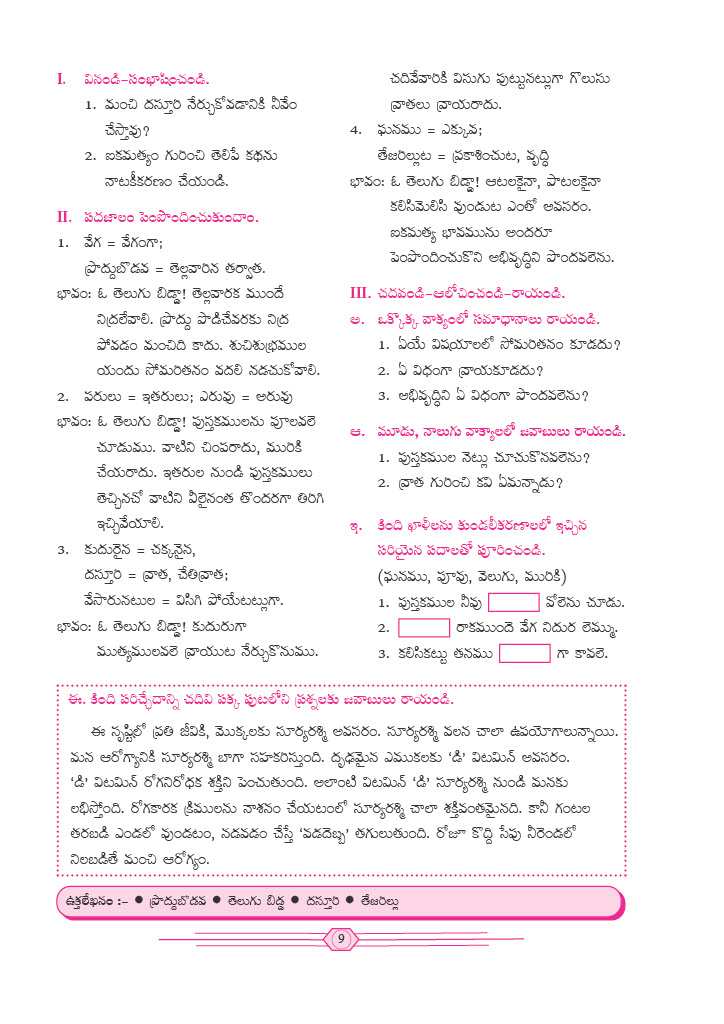 I. వినండి-సంభాషించండి.
1. మంచి దస్తూరి నేర్చుకోవడానికి నీవేం
చేస్తావు?
2. ఐకమత్యం గురించి తెలిపే కథను
నాటకీకరణం చేయండి.
II. పదజాలం పెంపొందించుకుందాం.
1. వేగ = వేగంగా;
ప్రొద్దుబొడవ = తెల్లవారిన తర్వాత.
భావం: ఓ తెలుగు బిడ్డా! తెల్లవారక ముందే
నిద్రలేవాలి. ప్రొద్దు పొడిచేవరకు నిద్ర
పోవడం మంచిది కాదు. శుచిశుభ్రముల
యందు సోమరితనం వదలి నడచుకోవాలి.
2. పరులు = ఇతరులు; ఎరువు = అరువు
భావం: ఓ తెలుగు బిడ్డా! పుస్తకములను పూలవలె
చూడుము. వాటిని చింపరాదు, మురికి
చేయరాదు. ఇతరుల నుండి పుస్తకములు
తెచ్చినచో వాటిని వీలైనంత తొందరగా తిరిగి
ఇచ్చివేయాలి.
3. కుదురైన = చక్కనైన,
దస్తూరి = వ్రాత, చేతివ్రాత;
వేసారునటుల = విసిగి పోయేటట్లుగా.
భావం: ఓ తెలుగు బిడ్డా! కుదురుగా
ముత్యములవలె వ్రాయుట నేర్చుకొనుము.
చదివేవారికి విసుగు పుట్టునట్లుగా గొలుసు
వ్రాతలు వ్రాయరాదు.
4. ఘనము = ఎక్కువ;
తేజరిల్లుట = ప్రకాశించుట, వృద్ధి
భావం: ఓ తెలుగు బిడ్డా! ఆటలకైనా, పాటలకైనా
కలిసిమెలిసి వుండుట ఎంతో అవసరం.
ఐకమత్య భావమును అందరూ
పెంపొందించుకొని అభివృద్ధిని పొందవలెను.
III. చదవండి-ఆలోచించండి-రాయండి.
అ. ఒక్కొక్క వాక్యంలో సమాధానాలు రాయండి.
1. ఏయే విషయాలలో సోమరితనం కూడదు?
2. ఏ విధంగా వ్రాయకూడదు?
3. అభివృద్ధిని ఏ విధంగా పొందవలెను?
ఆ. మూడు, నాలుగు వాక్యాలలో జవాబులు రాయండి.
1. పుస్తకముల నెట్లు చూచుకొనవలెను?
2. వ్రాత గురించి కవి ఏమన్నాడు?
ఇ. కింది ఖాళీలను కుండలీకరణాలలో ఇచ్చిన
సరియైన పదాలతో పూరించండి.
(ఘనము, పూవు, వెలుగు, మురికి)
1. పుస్తకముల నీవు వోలెను చూడు.
2. రాకముందె వేగ నిదుర లెమ్ము.
3. కలిసికట్టు తనము గా కావలె.
ఈ. కింది పరిచ్ఛేదాన్ని చదివి పక్క పుటలోని ప్రశ్నలకు జవాబులు రాయండి.
ఈ సృష్టిలో ప్రతి జీవికి, మొక్కలకు సూర్యరశ్మి అవసరం. సూర్యరశ్మి వలన చాలా ఉపయోగాలున్నాయి.
మన ఆరోగ్యానికి సూర్యరశ్మి బాగా సహకరిస్తుంది. దృఢమైన ఎముకలకు ‘డి’ విటమిన్ అవసరం.
‘డి’ విటమిన్ రోగనిరోధక శక్తిని పెంచుతుంది. అలాంటి విటమిన్ ‘డి’ సూర్యరశ్మి నుండి మనకు
లభిస్తోంది. రోగకారక క్రిములను నాశనం చేయటంలో సూర్యరశ్మి చాలా శక్తివంతమైనది. కానీ గంటల
తరబడి ఎండలో వుండటం, నడవడం చేస్తే ‘వడదెబ్బ’ తగులుతుంది. రోజూ కొద్ది సేపు నీరెండలో
నిలబడితే మంచి ఆరోగ్యం.
ఉక్తలేఖనం :- ● ప్రొద్దుబొడవ ● తెలుగు బిడ్డ ● దస్తూరి ● తేజరిల్లు
9